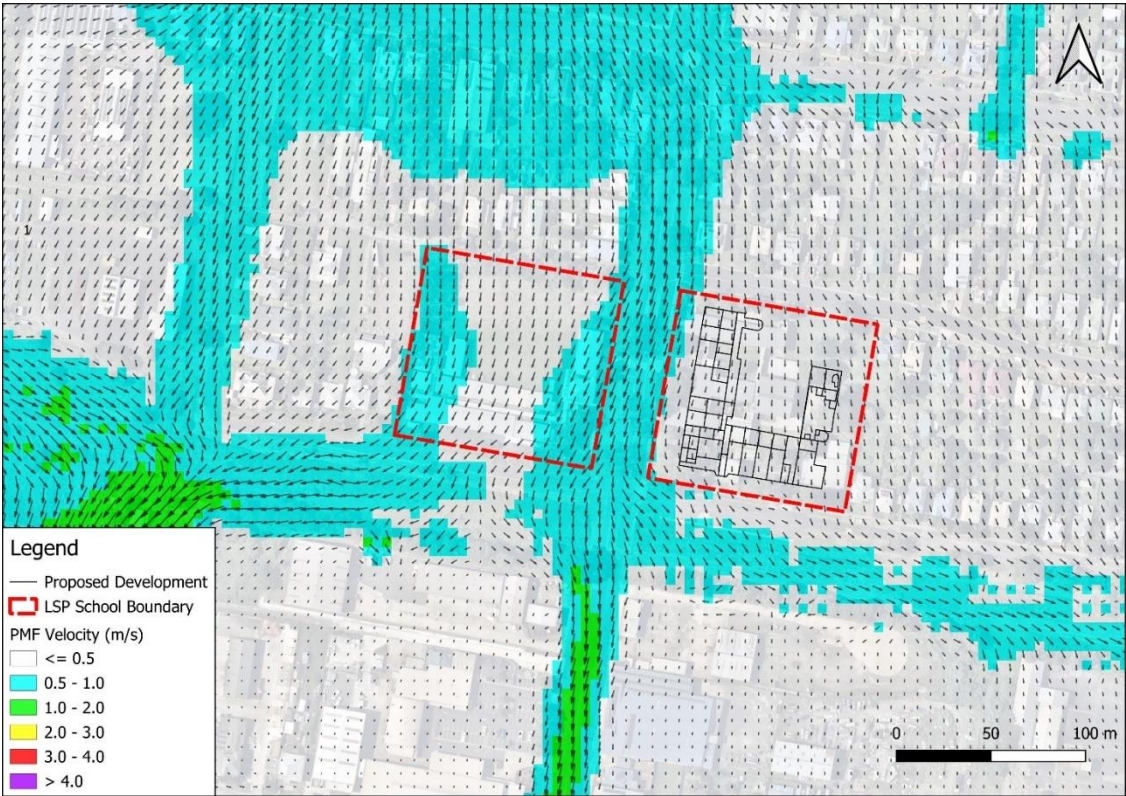 1
Legend
Proposed Development
LSP School Boundary
PMF Velocity (m/s)
<= 0.5
0.5 - 1.0
1.0 - 2.0
2.0 - 3.0
3.0 - 4.0
> 4.0
0 50 100 m